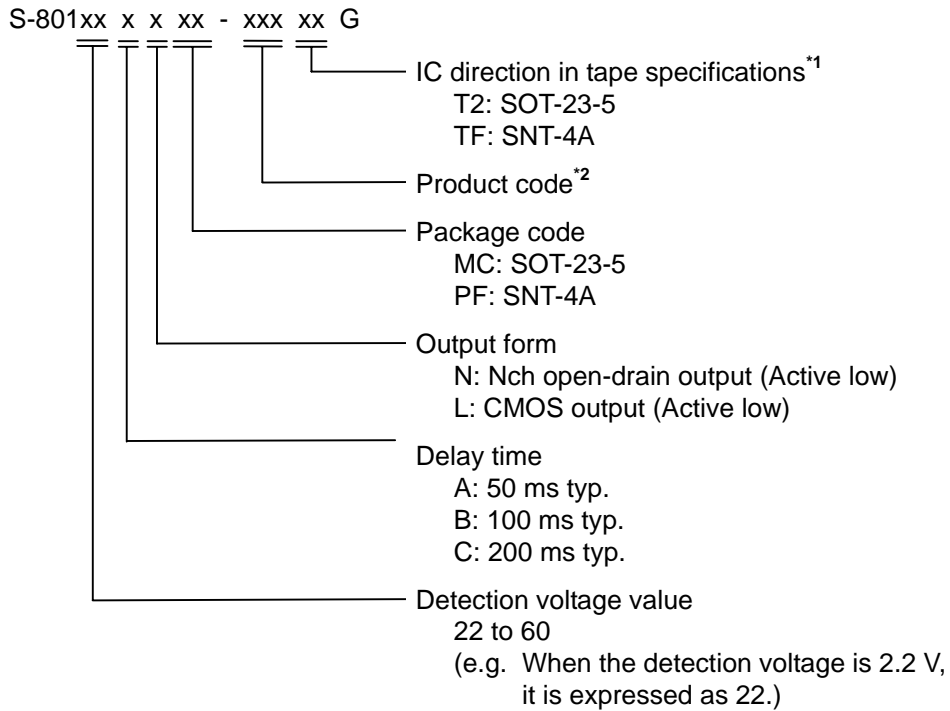 S-801xx x x xx - xxx xx G
IC direction in tape specifications*1
T2: SOT-23-5
TF: SNT-4A
Product code*2
Package code
MC: SOT-23-5
PF: SNT-4A
Output form
N: Nch open-drain output (Active low)
L: CMOS output (Active low)
Delay time
A: 50 ms typ.
B: 100 ms typ.
C: 200 ms typ.
Detection voltage value
22 to 60
(e.g. When the detection voltage is 2.2 V,
it is expressed as 22.)